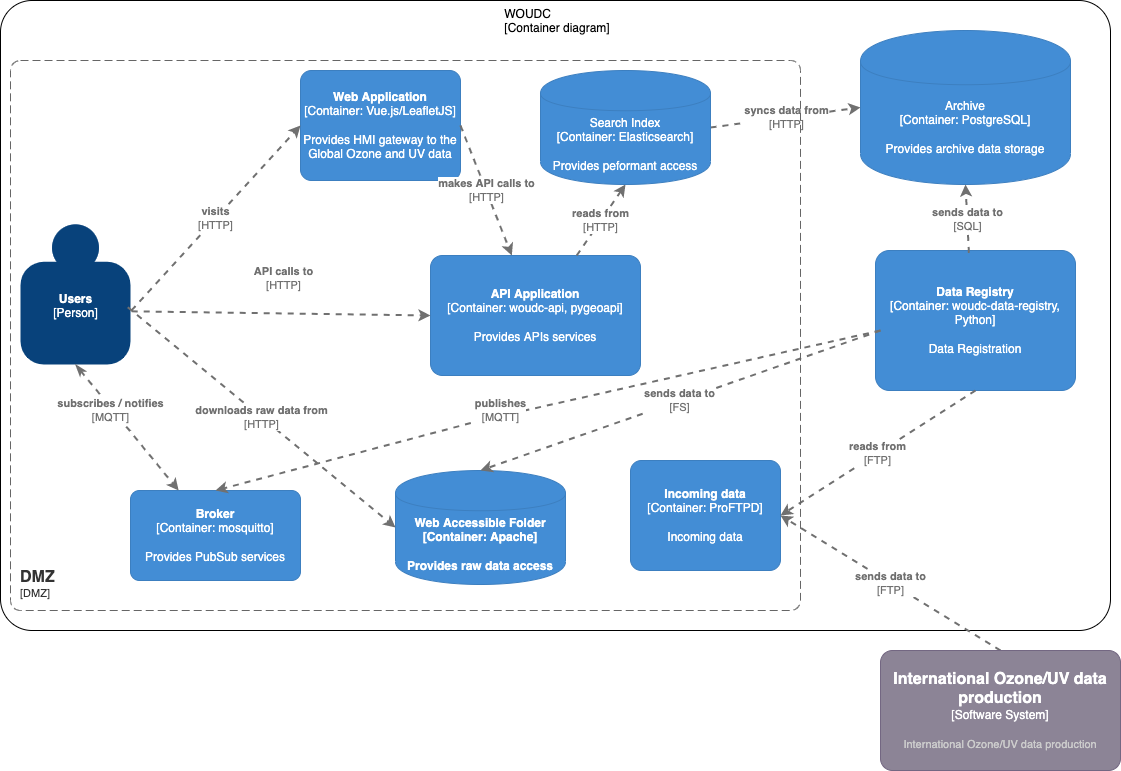 WOUDC
[Container diagram]
Web Application
[Container: Vue.js/LeafletJS]
Provides HMI gateway to the
Global Ozone and UV data
Search Index
[Container: Elasticsearch]
Provides peformant access
syncs data from
[HTTP]
Archive
[Container: PostgreSQL]
Provides archive data storage
makes API calls to
[HTTP]
visits
[HTTP]
reads from
[HTTP]
sends data to
[SQL]
Users
[Person]
API calls to
[HTTP]
API Application
[Container: woudc-api, pygeoapi]
Provides APIs services
Data Registry
[Container: woudc-data-registry,
Python]
Data Registration
subscribes / notifies
[MQTT]
downloads raw data from
[HTTP]
publishes
[MQTT]
sends data to
[FS]
reads from
[FTP]
Broker
[Container: mosquitto]
Provides PubSub services
Web Accessible Folder
[Container: Apache]
Provides raw data access
Incoming data
[Container: ProFTPD]
Incoming data
DMZ
[DMZ]
sends data to
[FTP]
International Ozone/UV data
production
[Software System]
International Ozone/UV data production